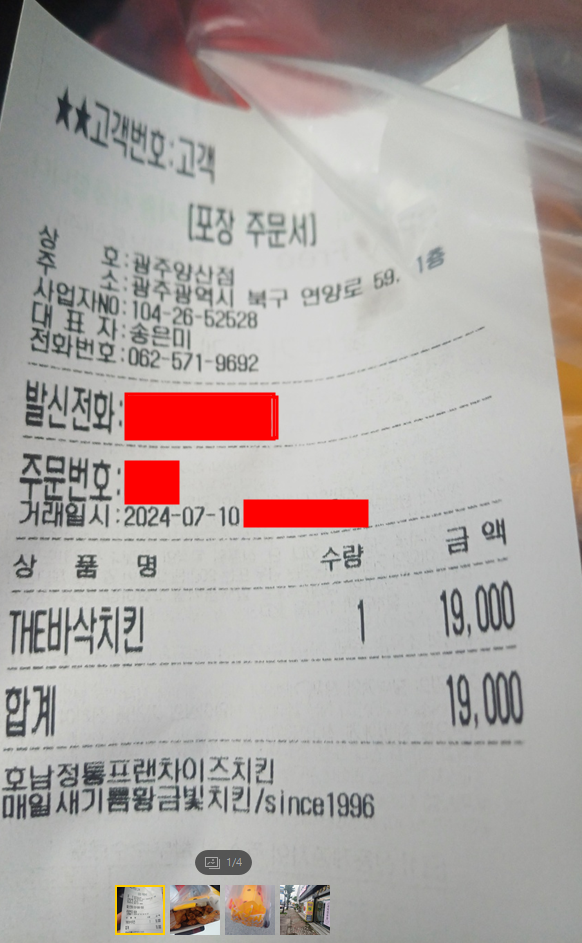 ★★고객번호:고객
[포장 주문서]
상 호:광주양산점
주 소:광주광역시 북구 연양로 59. 1층
사업자NO:104-26-52528
대 표 자:송은미
전화번호:062-571-9692
발신전화:
주문번호:
거래일시:2024-07-10
상 품 명 수량 금 액
THE바삭치킨 1 19,000
합계 19,000
호남정통프랜차이즈치킨
매일새기름황금빛치킨/since1996
1/4